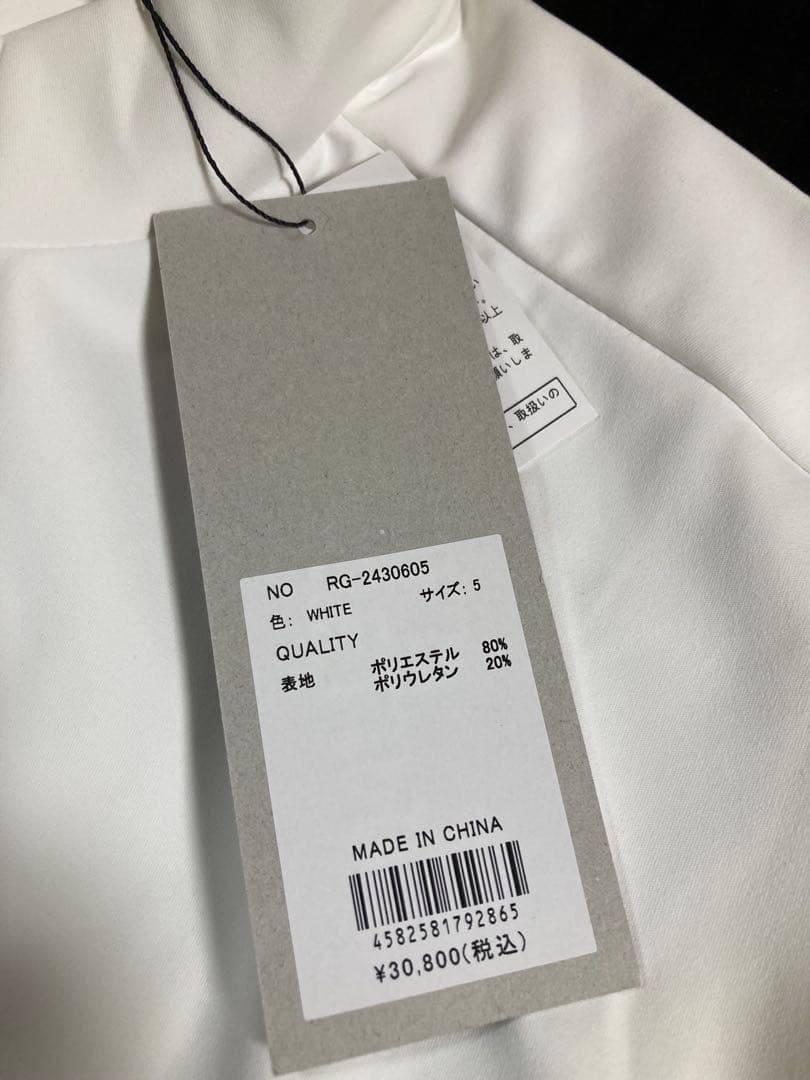 NO RG-2430605
色: WHITE サイズ: 5
QUALITY
表地 ポリエステル 80%
ポリウレタン 20%
MADE IN CHINA
4582581792865
¥30,800(税込)
い
。
以上
は、取
願いしま
、取扱いの